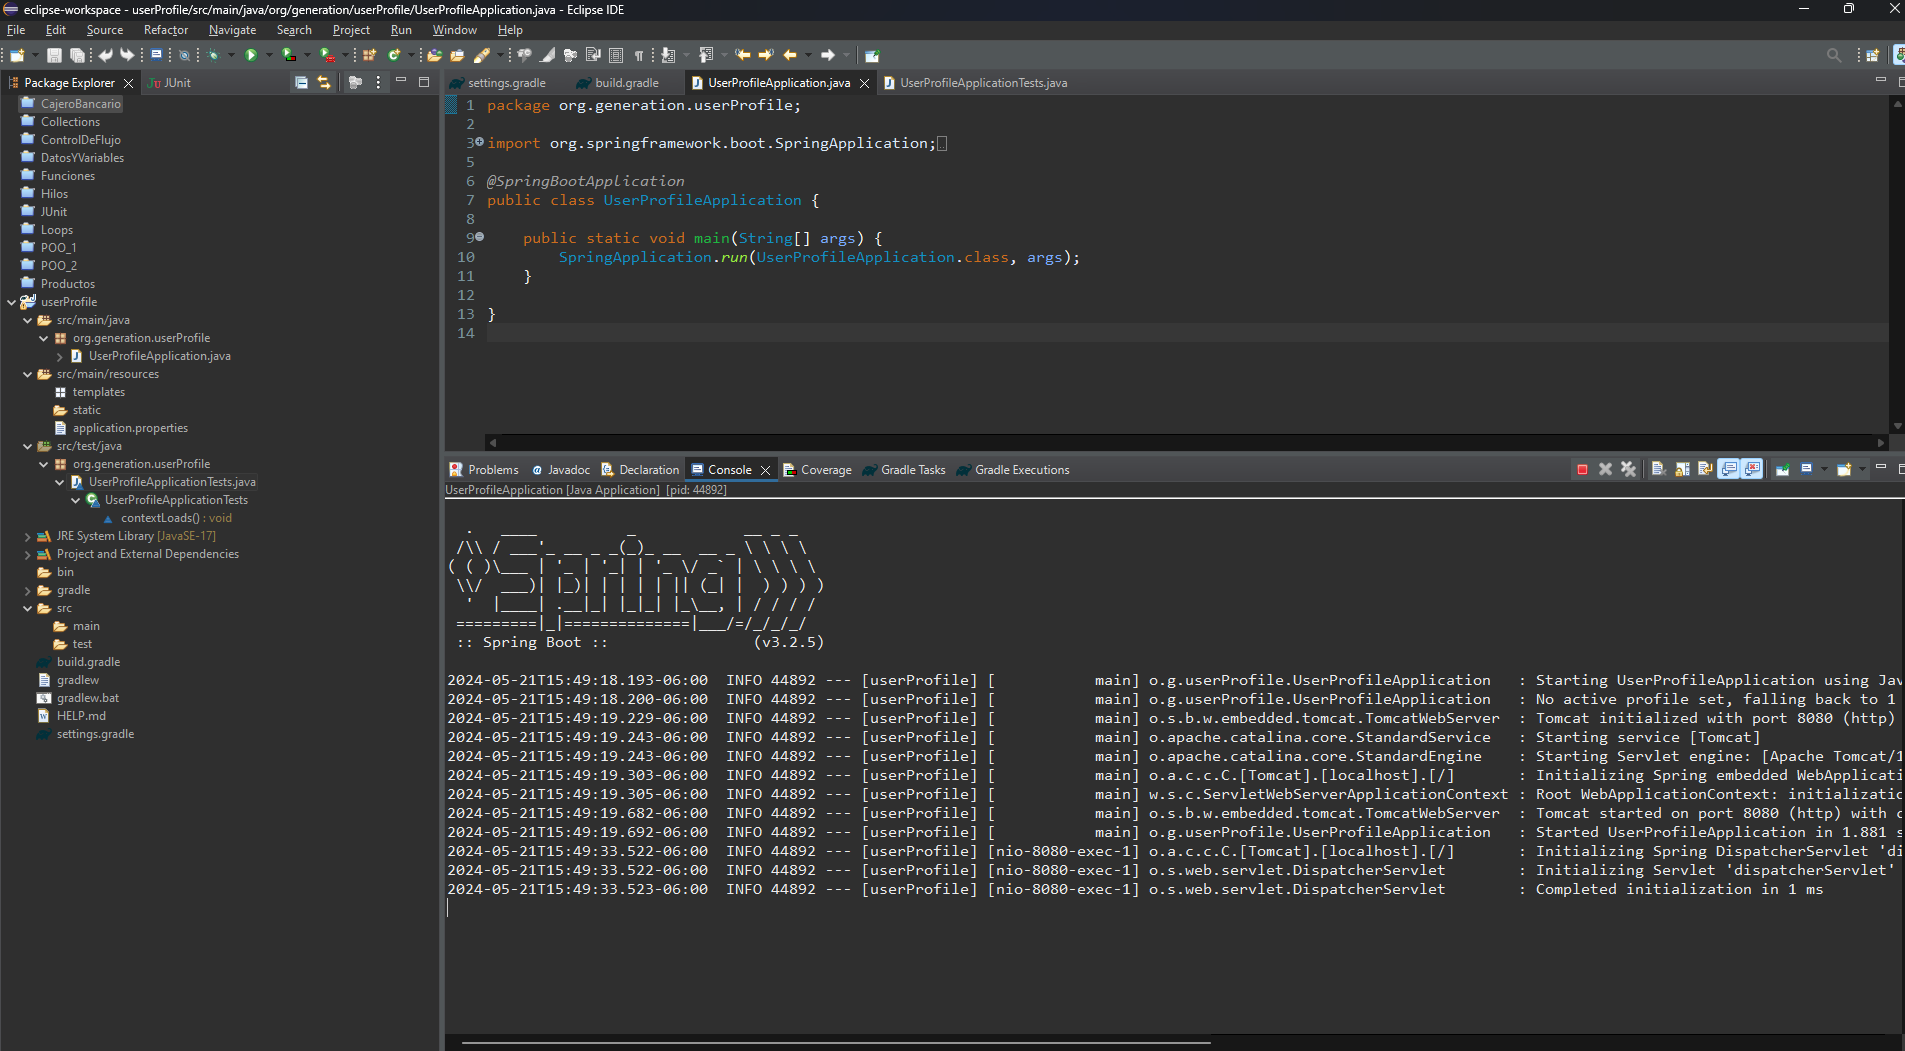 eclipse-workspace - userProfile/src/main/java/org/generation/userProfile/UserProfileApplication.java - Eclipse IDE
File Edit Source Refactor Navigate Search Project Run Window Help
Package Explorer
JUnit
CajeroBancario
Collections
ControlDeFlujo
DatosYVariables
Funciones
Hilos
JUnit
Loops
POO_1
POO_2
Productos
userProfile
src/main/java
org.generation.userProfile
UserProfileApplication.java
src/main/resources
templates
static
application.properties
src/test/java
org.generation.userProfile
UserProfileApplicationTests.java
UserProfileApplicationTests
contextLoads() : void
JRE System Library [JavaSE-17]
Project and External Dependencies
bin
gradle
src
main
test
build.gradle
gradlew
gradlew.bat
HELP.md
settings.gradle
settings.gradle build.gradle UserProfileApplication.java UserProfileApplicationTests.java
1 package org.generation.userProfile;
2
3 import org.springframework.boot.SpringApplication;
5
6 @SpringBootApplication
7 public class UserProfileApplication {
8
9 public static void main(String[] args) {
10 SpringApplication.run(UserProfileApplication.class, args);
11 }
12
13 }
14
Problems Javadoc Declaration Console Coverage Gradle Tasks Gradle Executions
UserProfileApplication [Java Application] [pid: 44892]
Spring
:: Spring Boot :: (v3.2.5)
2024-05-21T15:49:18.193-06:00 INFO 44892 --- [userProfile] [ main] o.g.userProfile.UserProfileApplication : Starting UserProfileApplication using Jav
2024-05-21T15:49:18.200-06:00 INFO 44892 --- [userProfile] [ main] o.g.userProfile.UserProfileApplication : No active profile set, falling back to 1
2024-05-21T15:49:19.229-06:00 INFO 44892 --- [userProfile] [ main] o.s.b.w.embedded.tomcat.TomcatWebServer : Tomcat initialized with port 8080 (http)
2024-05-21T15:49:19.243-06:00 INFO 44892 --- [userProfile] [ main] o.apache.catalina.core.StandardService : Starting service [Tomcat]
2024-05-21T15:49:19.243-06:00 INFO 44892 --- [userProfile] [ main] o.apache.catalina.core.StandardEngine : Starting Servlet engine: [Apache Tomcat/1
2024-05-21T15:49:19.303-06:00 INFO 44892 --- [userProfile] [ main] o.a.c.c.C.[Tomcat].[localhost].[/] : Initializing Spring embedded WebApplicati
2024-05-21T15:49:19.305-06:00 INFO 44892 --- [userProfile] [ main] w.s.c.ServletWebServerApplicationContext : Root WebApplicationContext: initializatio
2024-05-21T15:49:19.682-06:00 INFO 44892 --- [userProfile] [ main] o.s.b.w.embedded.tomcat.TomcatWebServer : Tomcat started on port 8080 (http) with c
2024-05-21T15:49:19.692-06:00 INFO 44892 --- [userProfile] [ main] o.g.userProfile.UserProfileApplication : Started UserProfileApplication in 1.881 s
2024-05-21T15:49:33.522-06:00 INFO 44892 --- [userProfile] [nio-8080-exec-1] o.a.c.c.C.[Tomcat].[localhost].[/] : Initializing Spring DispatcherServlet 'di
2024-05-21T15:49:33.522-06:00 INFO 44892 --- [userProfile] [nio-8080-exec-1] o.s.web.servlet.DispatcherServlet : Initializing Servlet 'dispatcherServlet'
2024-05-21T15:49:33.523-06:00 INFO 44892 --- [userProfile] [nio-8080-exec-1] o.s.web.servlet.DispatcherServlet : Completed initialization in 1 ms